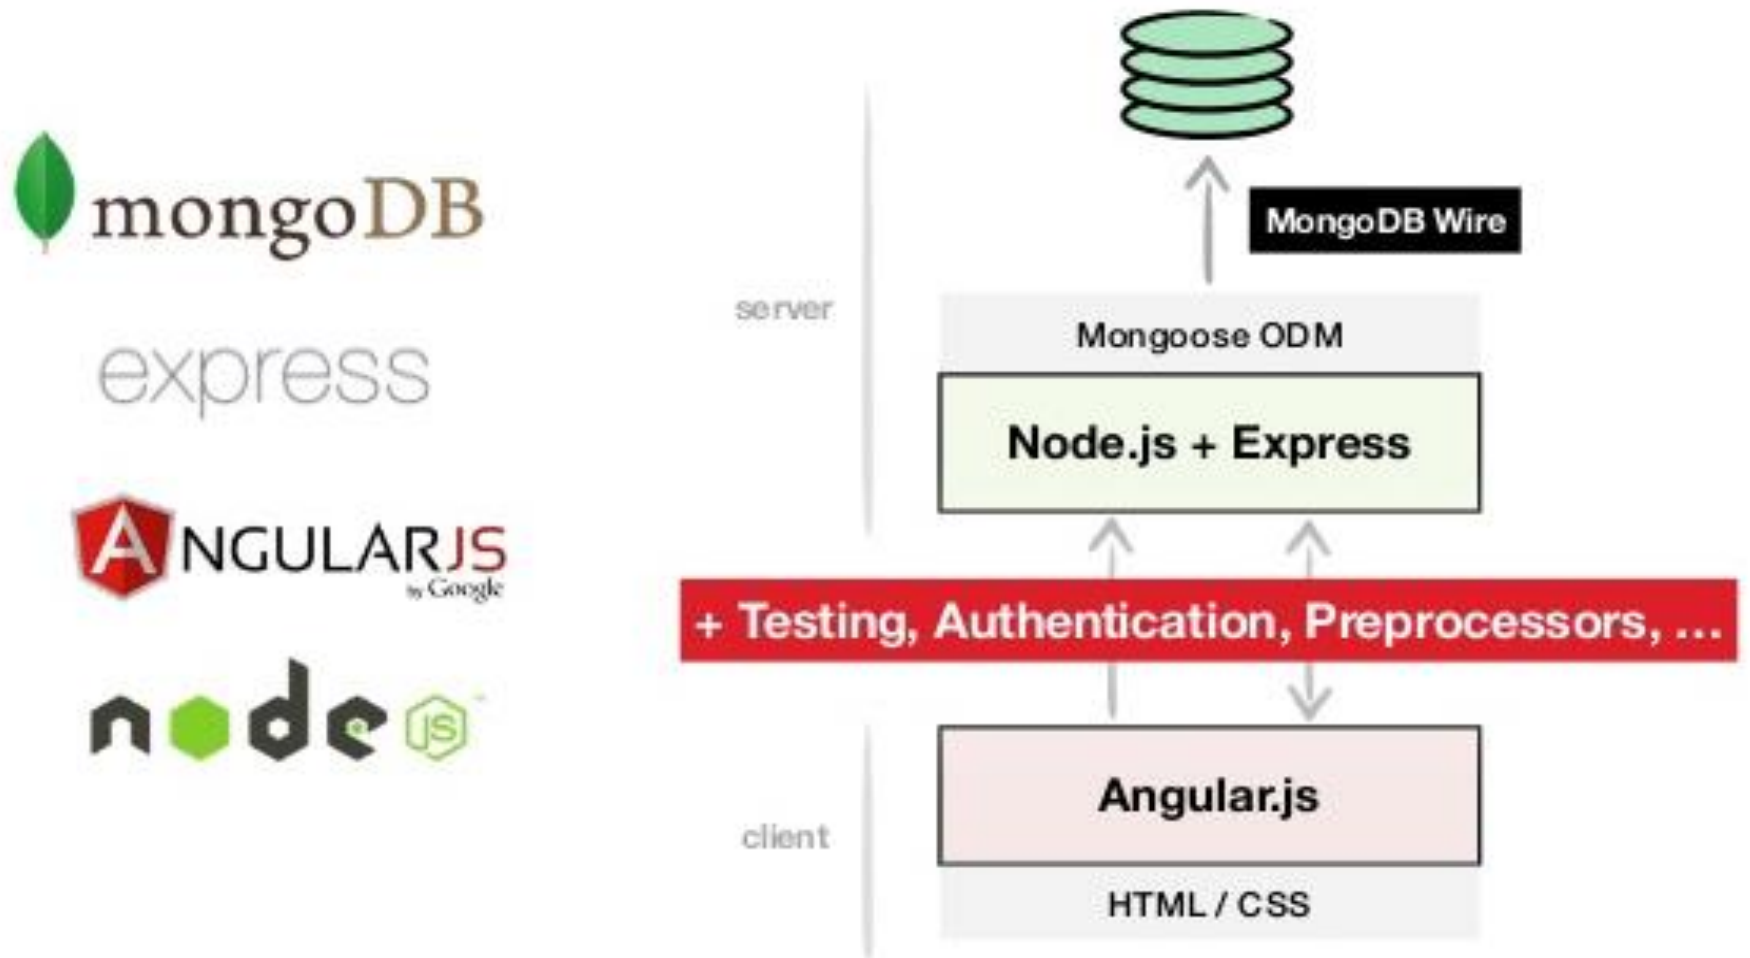 mongoDB
express
ANGULARJS
by Google
node JS
server
MongoDB Wire
Mongoose ODM
Node.js + Express
+ Testing, Authentication, Preprocessors, ...
client
Angular.js
HTML / CSS